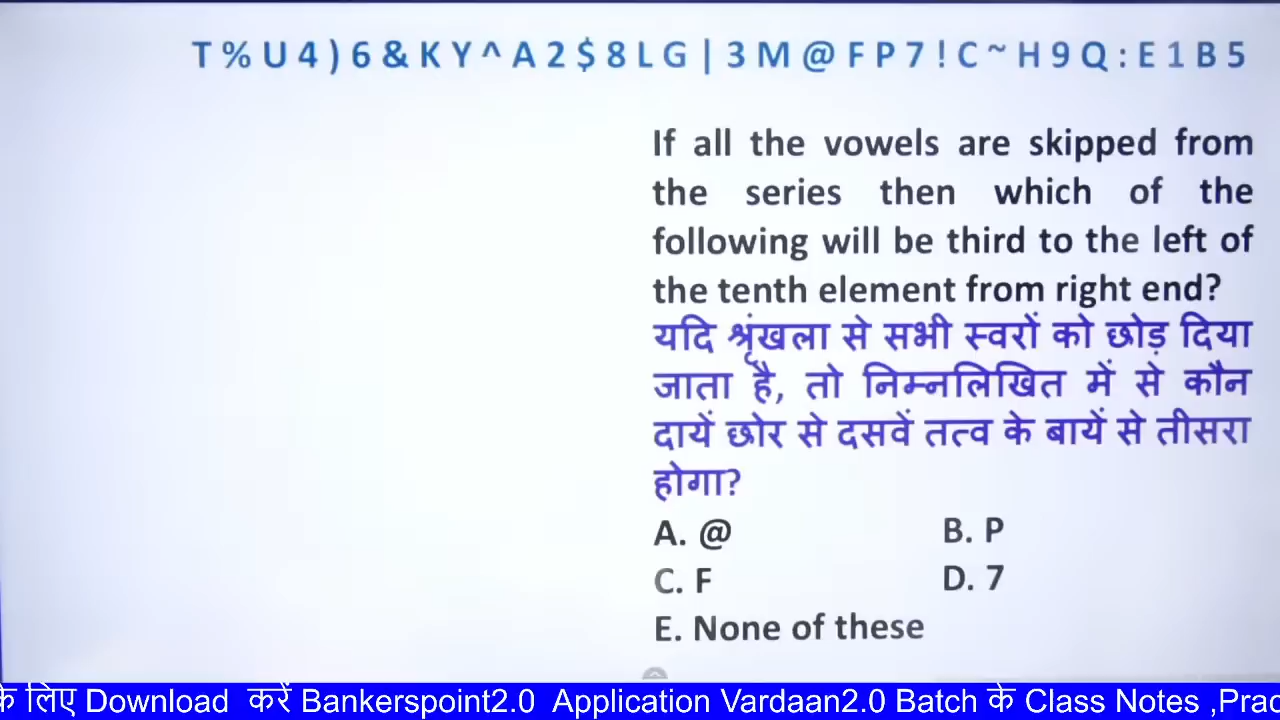 T % U 4 ) 6 & K Y ^ A 2 $ 8 L G | 3 M @ F P 7 ! C ~ H 9 Q : E 1 B 5
If all the vowels are skipped from
the series then which of the
following will be third to the left of
the tenth element from right end?
यदि श्रृंखला से सभी स्वरों को छोड़ दिया
जाता है, तो निम्नलिखित में से कौन
दायें छोर से दसवें तत्व के बायें से तीसरा
होगा?
A. @ B. P
C. F D. 7
E. None of these
के लिए Download करें Bankerspoint2.0 Application Vardaan2.0 Batch के Class Notes ,Prac